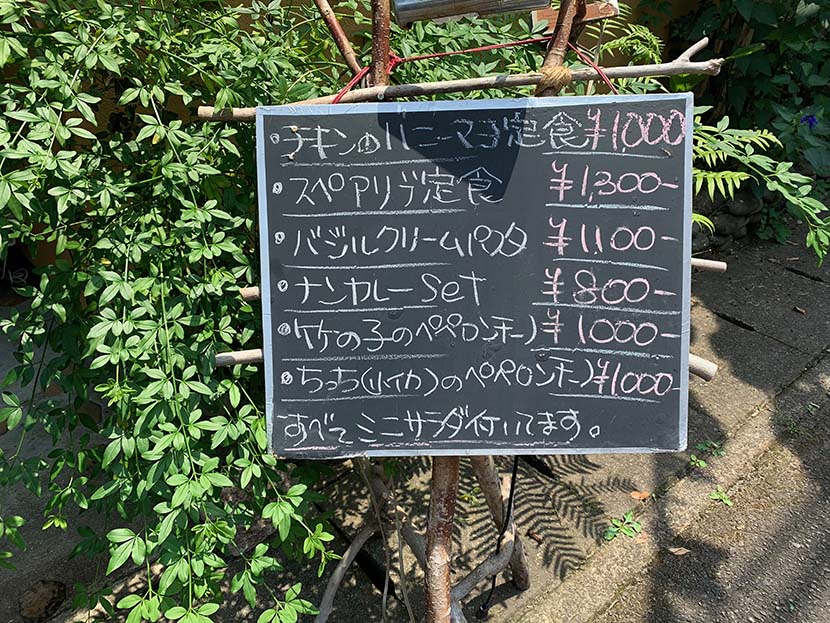 ・チキンのバニーマヨ定食 ¥1000
・スペアリブ定食 ¥1,300-
・バジルクリームパスタ ¥1100-
・ナンカレーSet ¥800-
・竹の子のペペロンチーノ ¥1000-
・ちっち(小イカ)のペペロンチーノ ¥1000-
すべてミニサラダ付いてます。